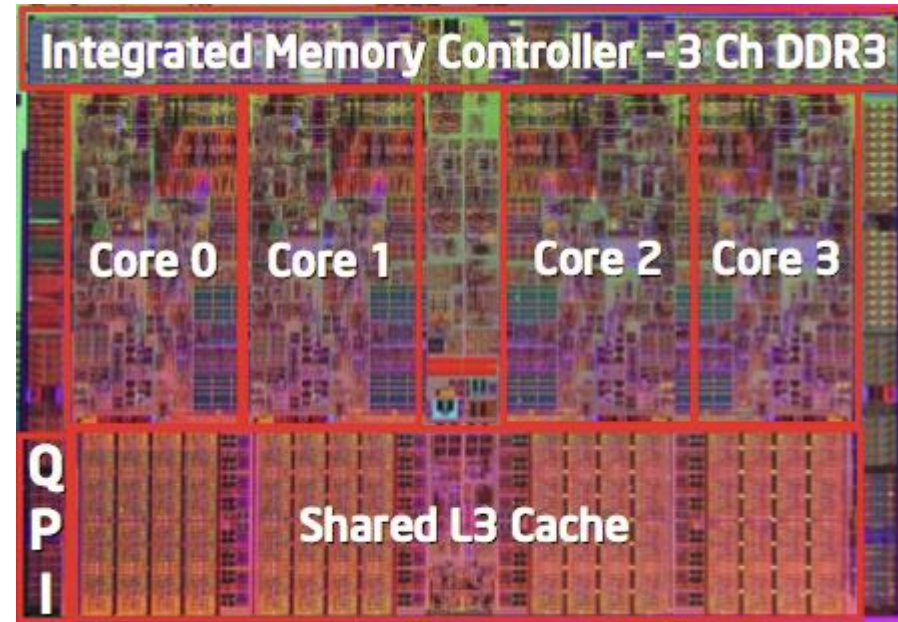 Integrated Memory Controller – 3 Ch DDR3
Core 0
Core 1
Core 2
Core 3
Q
P
I
Shared L3 Cache